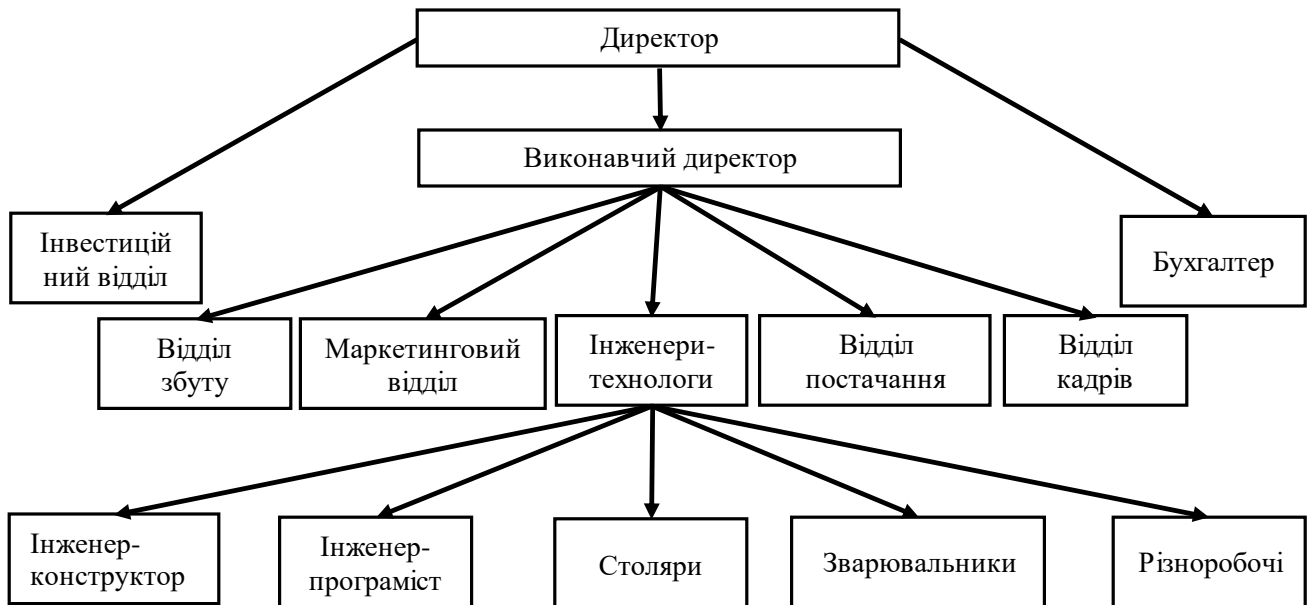 Директор
Виконавчий директор
Інвестицій
ний відділ
Бухгалтер
Відділ
збуту
Маркетинговий
відділ
Інженери-
технологи
Відділ
постачання
Відділ
кадрів
Інженер-
конструктор
Інженер-
програміст
Столяри
Зварювальники
Різноробочі